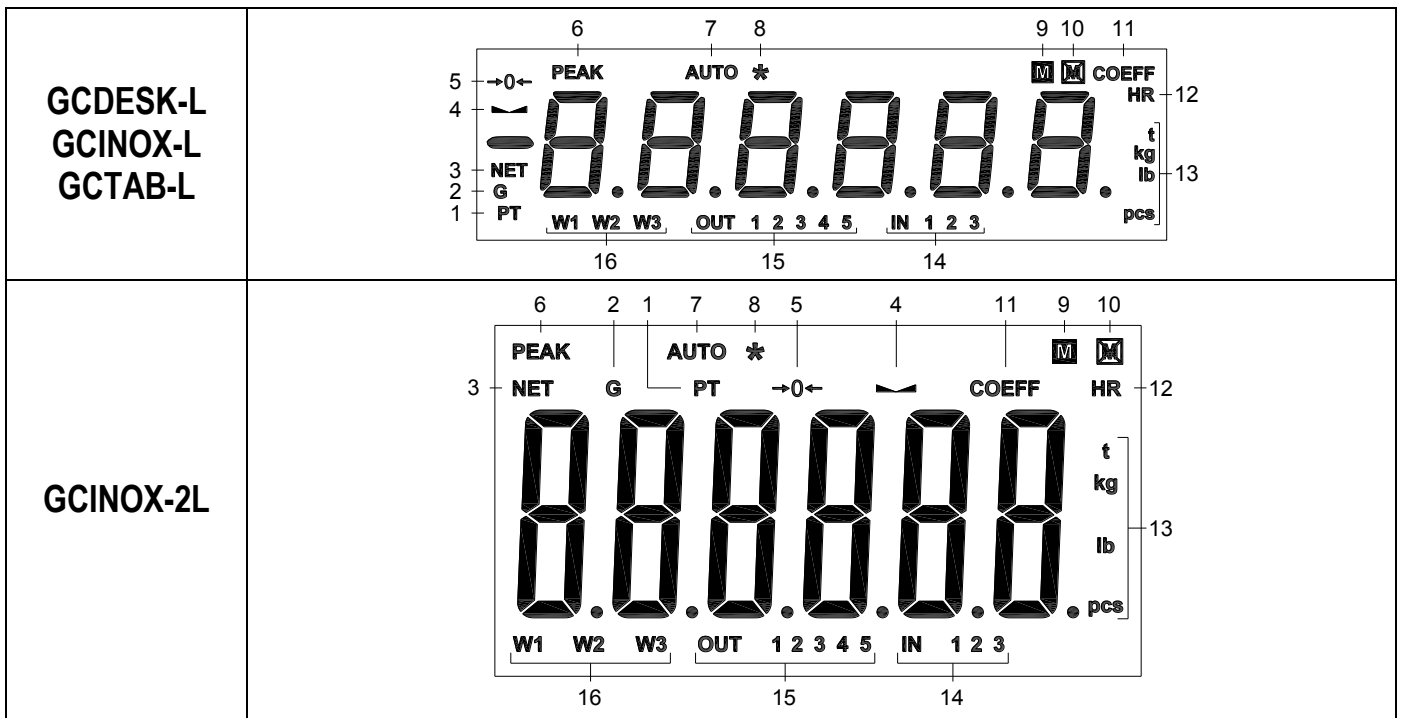 GCDESK-L
GCINOX-L
GCTAB-L
6 7 8 9 10 11
5 →0← PEAK AUTO * M M COEFF
HR 12
4
t
kg
3 NET lb 13
2 G
1 PT pcs
W1 W2 W3 OUT 1 2 3 4 5 IN 1 2 3
16 15 14
GCINOX-2L
6 2 1 7 8 5 4 11 9 10
PEAK AUTO * M M
3 NET G PT →0← COEFF HR 12
t
kg
13
lb
pcs
W1 W2 W3 OUT 1 2 3 4 5 IN 1 2 3
16 15 14